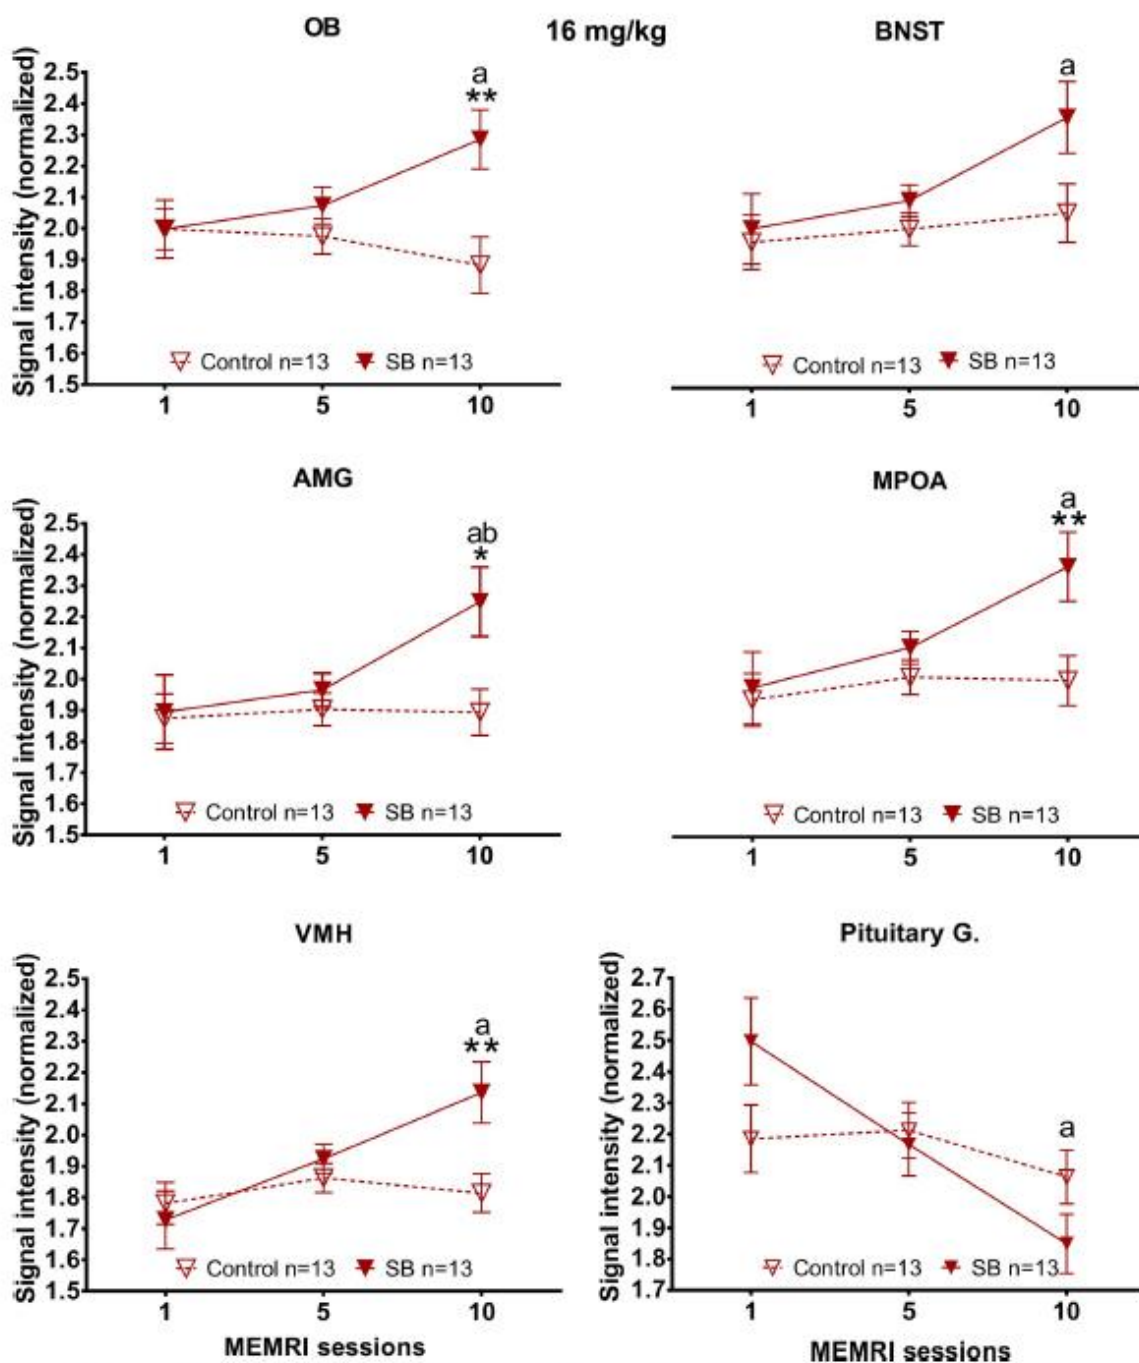 OB 16 mg/kg BNST
Signal intensity (normalized)
2.5
2.4
2.3
2.2
2.1
2.0
1.9
1.8
1.7
1.6
1.5
a
**
Control n=13 SB n=13
1 5 10
a
Control n=13 SB n=13
1 5 10
AMG MPOA
Signal intensity (normalized)
2.5
2.4
2.3
2.2
2.1
2.0
1.9
1.8
1.7
1.6
1.5
ab
*
Control n=13 SB n=13
1 5 10
a
**
Control n=13 SB n=13
1 5 10
VMH Pituitary G.
Signal intensity (normalized)
2.5
2.4
2.3
2.2
2.1
2.0
1.9
1.8
1.7
1.6
1.5
a
**
Control n=13 SB n=13
1 5 10
MEMRI sessions
Signal intensity (normalized)
2.7
2.6
2.5
2.4
2.3
2.2
2.1
2.0
1.9
1.8
1.7
a
Control n=13 SB n=13
1 5 10
MEMRI sessions